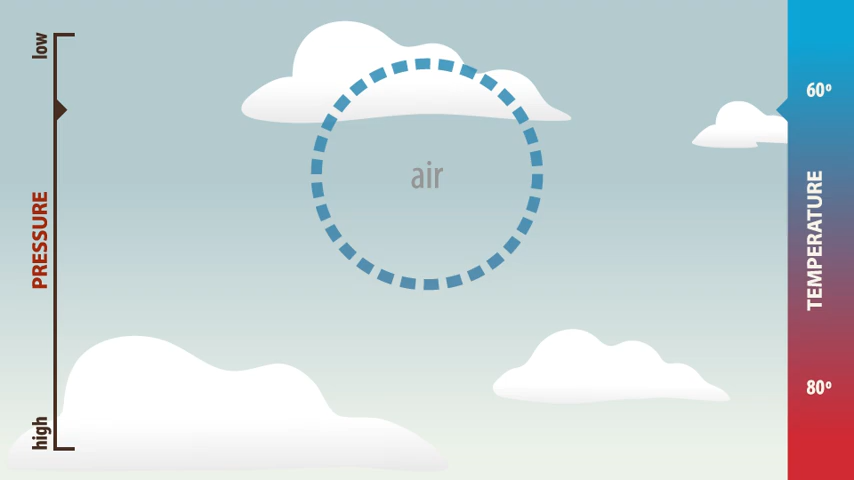 low
PRESSURE
high
air
60º
TEMPERATURE
80º